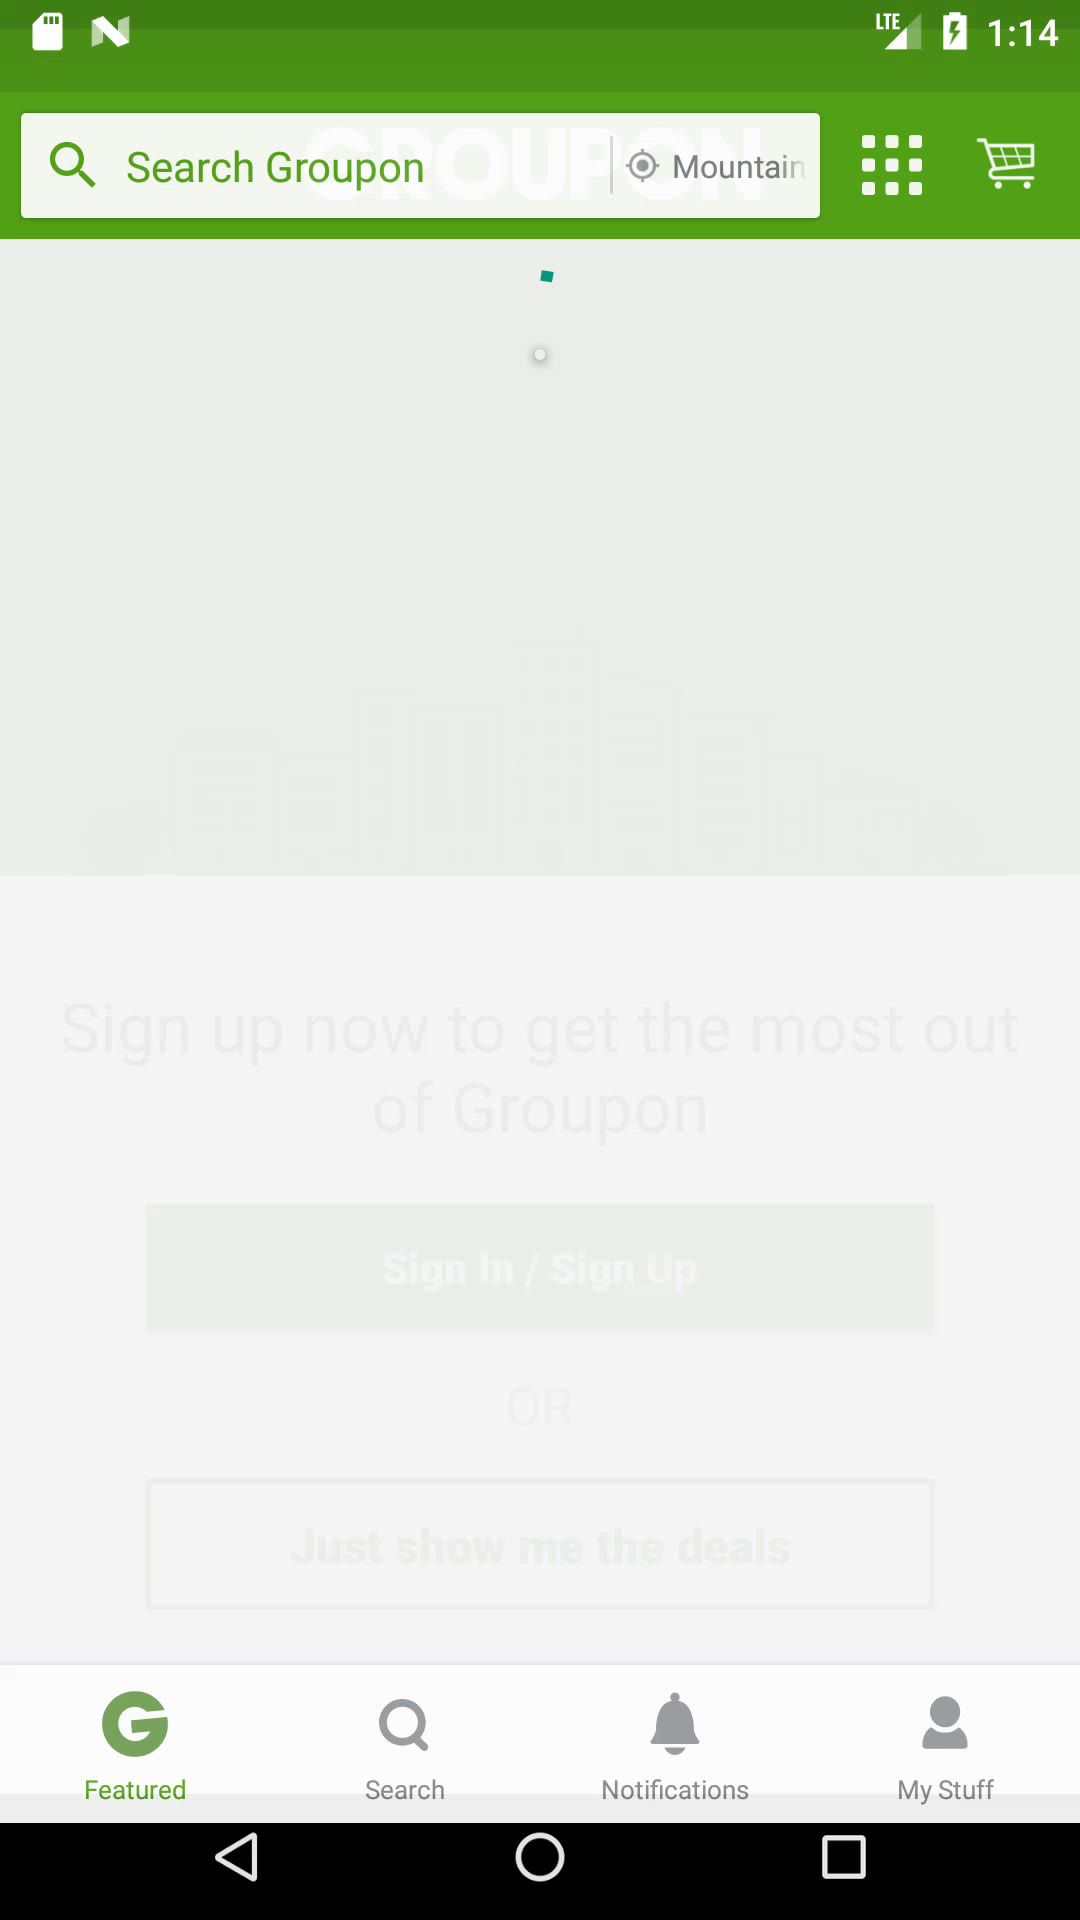 LTE 1:14
GROUPON
Search Groupon Mountain
Sign up now to get the most out
of Groupon
Sign In / Sign Up
OR
Just show me the deals
Featured Search Notifications My Stuff